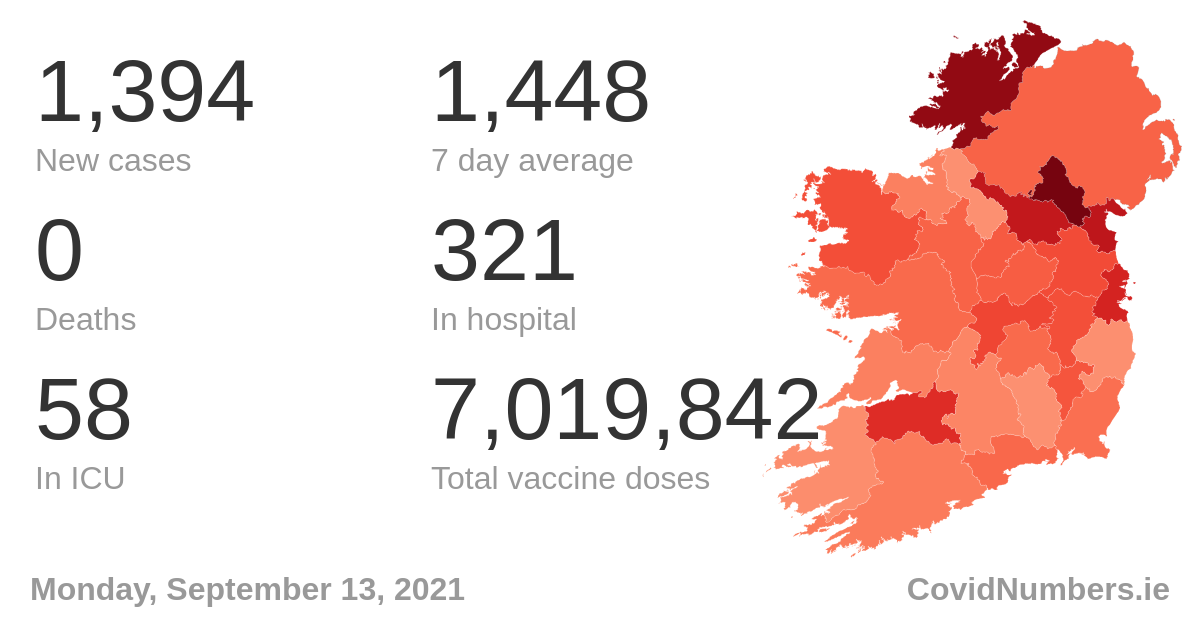 1,394
1,448
New cases
7 day average
0
321
Deaths
In hospital
58
7,019,842
In ICU
Total vaccine doses
Monday, September 13, 2021
CovidNumbers.ie